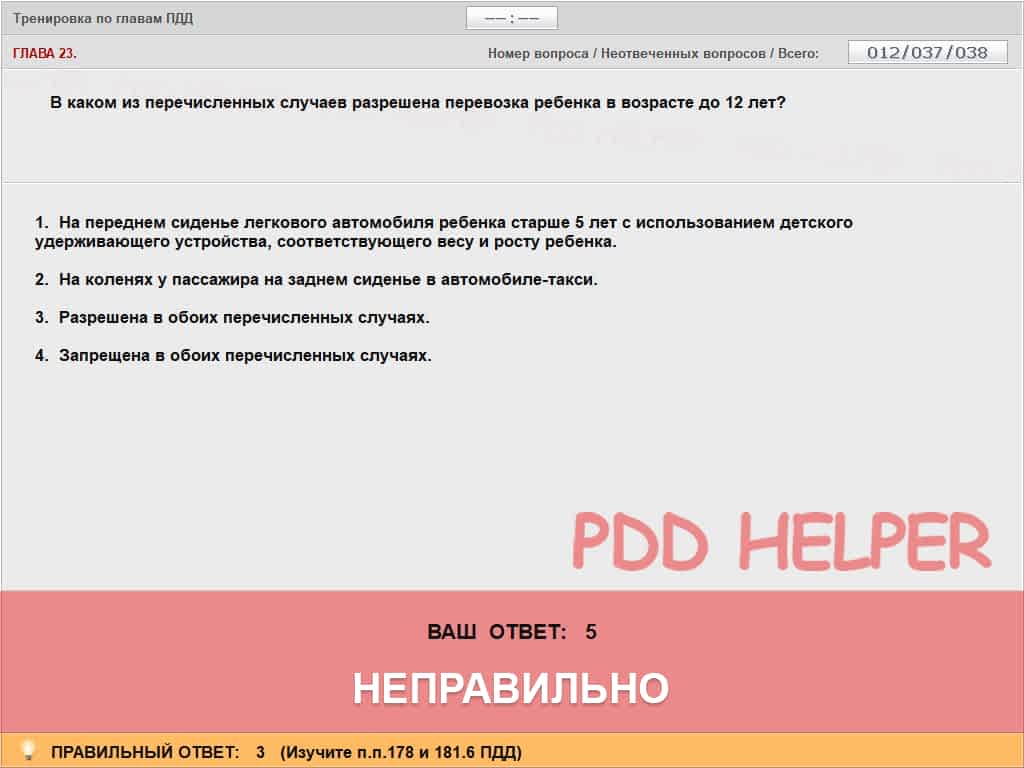 Тренировка по главам ПДД
–– : ––
ГЛАВА 23.
Номер вопроса / Неотвеченных вопросов / Всего:
012/037/038
В каком из перечисленных случаев разрешена перевозка ребенка в возрасте до 12 лет?
1. На переднем сиденье легкового автомобиля ребенка старше 5 лет с использованием детского
удерживающего устройства, соответствующего весу и росту ребенка.
2. На коленях у пассажира на заднем сиденье в автомобиле-такси.
3. Разрешена в обоих перечисленных случаях.
4. Запрещена в обоих перечисленных случаях.
PDD HELPER
ВАШ ОТВЕТ: 5
НЕПРАВИЛЬНО
ПРАВИЛЬНЫЙ ОТВЕТ: 3 (Изучите п.п.178 и 181.6 ПДД)